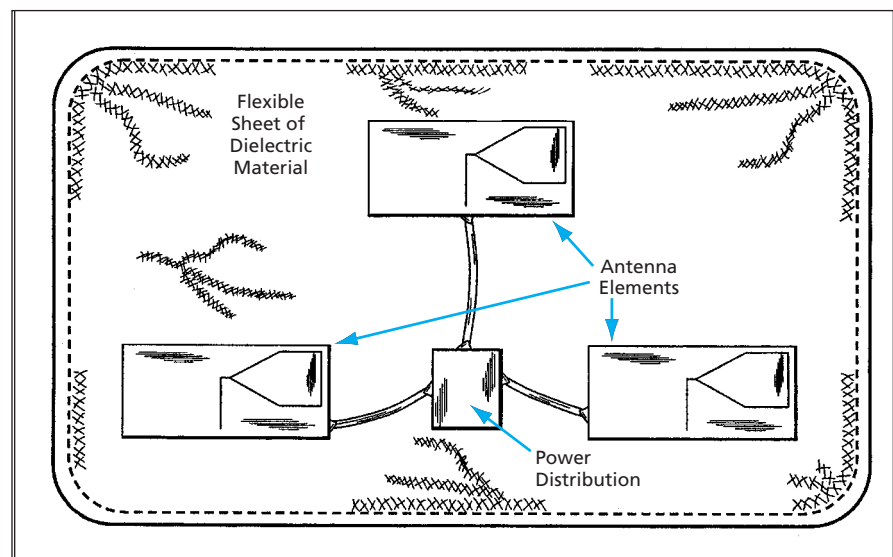 Flexible
Sheet of
Dielectric
Material
Antenna
Elements
Power
Distribution